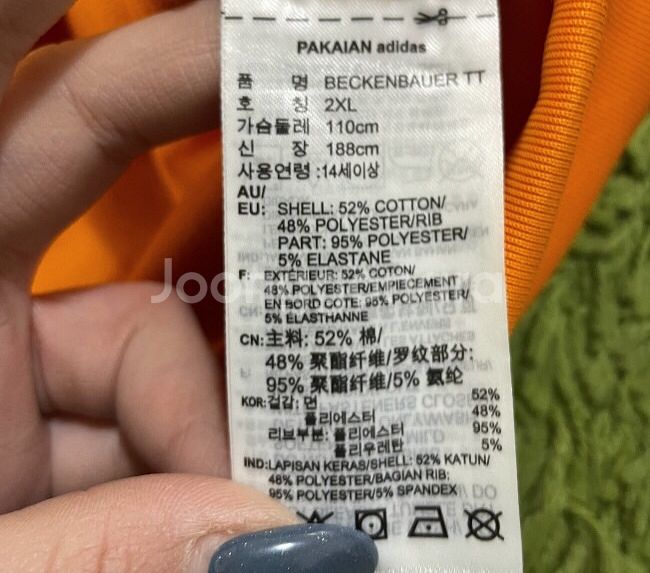 PAKAIAN adidas
품 명 BECKENBAUER TT
호 칭 2XL
가슴둘레 110cm
신 장 188cm
사용연령 :14세이상
AU/
EU: SHELL: 52% COTTON/
48% POLYESTER/RIB
PART: 95% POLYESTER/
5% ELASTANE
F: EXTÉRIEUR: 52% COTON/
48% POLYESTER/EMPIECEMENT
EN BORD COTE: 95% POLYESTER/
5% ELASTHANNE
CN: 主料: 52% 棉/
48% 聚酯纤维/罗纹部分:
95% 聚酯纤维/5% 氨纶
KOR: 겉감: 면 52%
폴리에스터 48%
리브부분: 폴리에스터 95%
폴리우레탄 5%
IND: LAPISAN KERAS/SHELL: 52% KATUN/
48% POLYESTER/BAGIAN RIB:
95% POLYESTER/5% SPANDEX